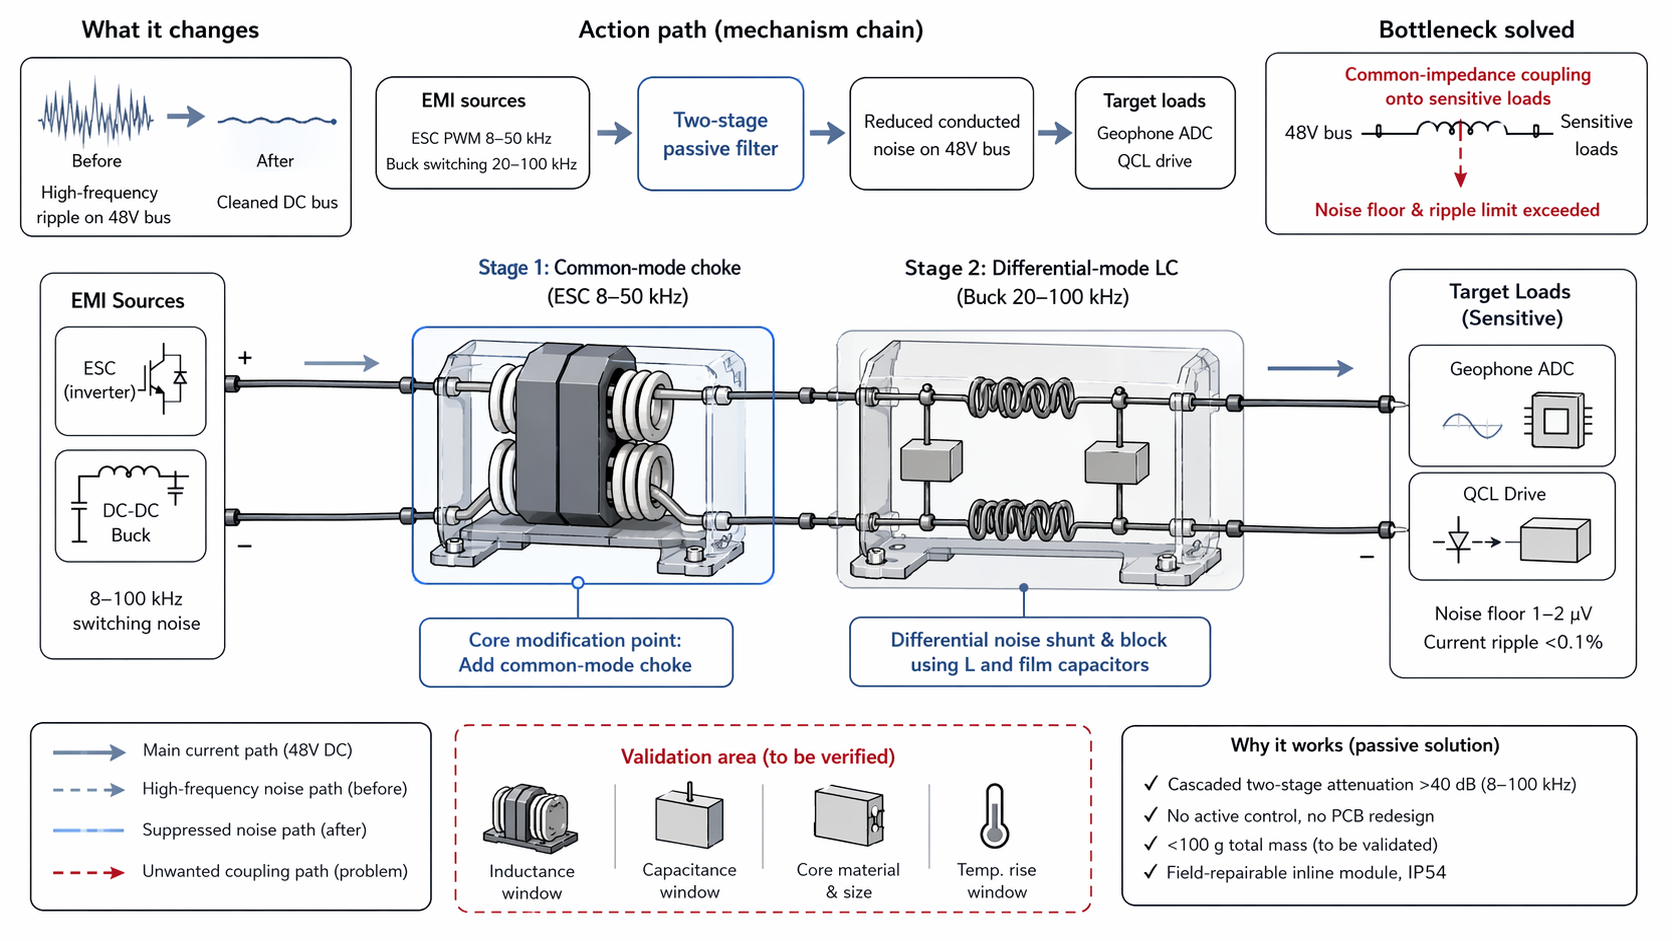 What it changes
Before
After
High-frequency
ripple on 48V bus
Cleaned DC bus
Action path (mechanism chain)
EMI sources
ESC PWM 8–50 kHz
Buck switching 20–100 kHz
Two-stage
passive filter
Reduced conducted
noise on 48V bus
Target loads
Geophone ADC
QCL drive
Bottleneck solved
Common-impedance coupling
onto sensitive loads
48V bus
Sensitive
loads
Noise floor & ripple limit exceeded
EMI Sources
ESC
(inverter)
DC-DC
Buck
8–100 kHz
switching noise
+
−
Stage 1: Common-mode choke
(ESC 8–50 kHz)
Core modification point:
Add common-mode choke
Stage 2: Differential-mode LC
(Buck 20–100 kHz)
Differential noise shunt & block
using L and film capacitors
−
Target Loads
(Sensitive)
Geophone ADC
QCL Drive
Noise floor 1–2 µV
Current ripple <0.1%
Main current path (48V DC)
High-frequency noise path (before)
Suppressed noise path (after)
Unwanted coupling path (problem)
Validation area (to be verified)
Inductance
window
Capacitance
window
Core material
& size
Temp. rise
window
Why it works (passive solution)
✓ Cascaded two-stage attenuation >40 dB (8–100 kHz)
✓ No active control, no PCB redesign
✓ <100 g total mass (to be validated)
✓ Field-repairable inline module, IP54